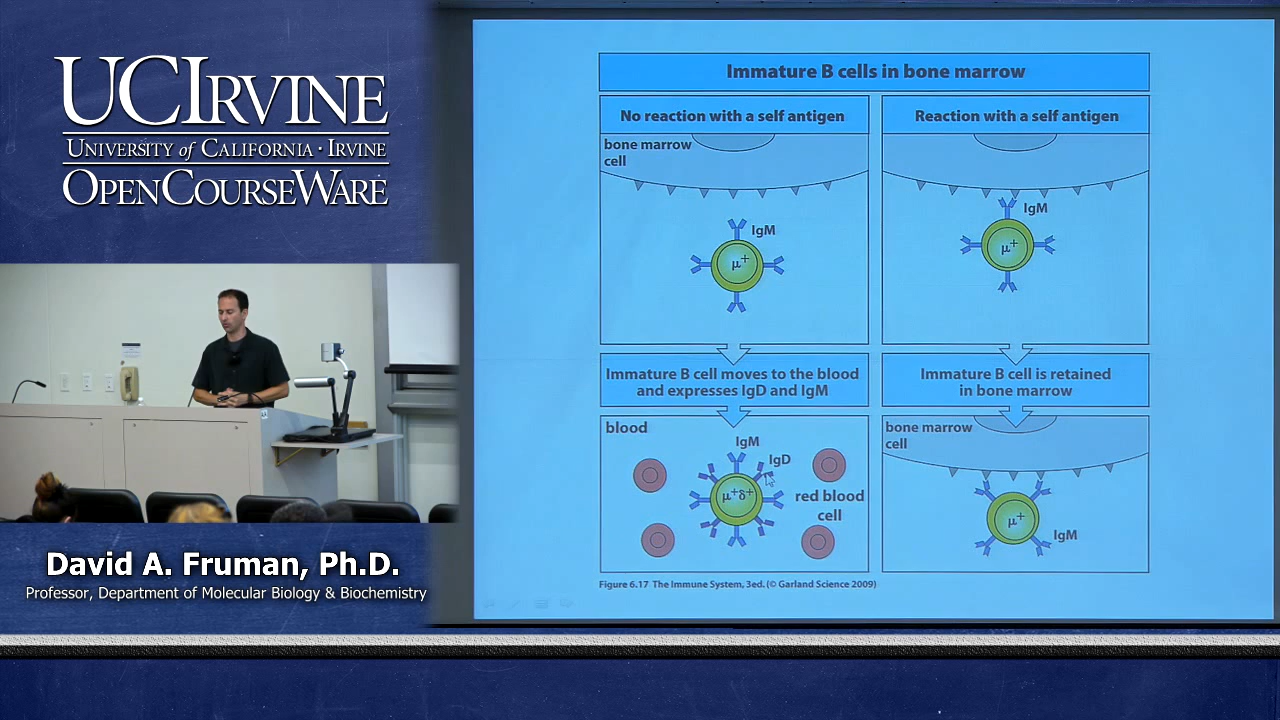 UCIRVINE
UNIVERSITY of CALIFORNIA · IRVINE
OPENCOURSEWARE
David A. Fruman, Ph.D.
Professor, Department of Molecular Biology & Biochemistry
Immature B cells in bone marrow
No reaction with a self antigen
bone marrow
cell
IgM
μ+
Immature B cell moves to the blood
and expresses IgD and IgM
blood
IgM
IgD
μ+δ+
red blood
cell
Reaction with a self antigen
IgM
μ+
Immature B cell is retained
in bone marrow
bone marrow
cell
μ+
IgM
Figure 6.17 The Immune System, 3ed. (© Garland Science 2009)